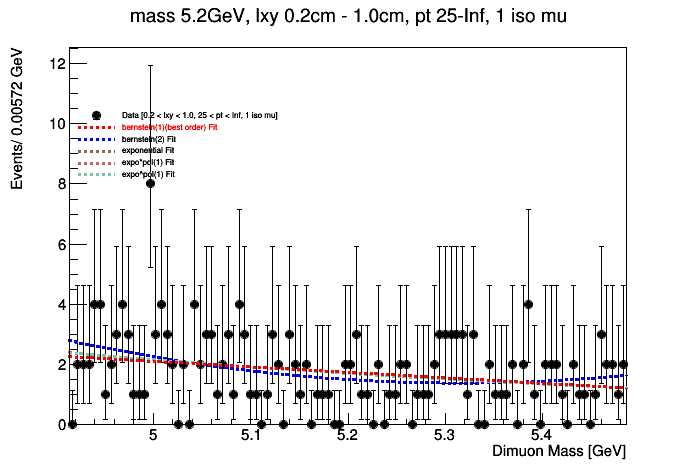 mass 5.2GeV, lxy 0.2cm - 1.0cm, pt 25-Inf, 1 iso mu
Events/ 0.00572 GeV
12
10
8
6
4
2
0
Data [0.2 < lxy < 1.0, 25 < pt < Inf, 1 iso mu]
bernstein(1)(best order) Fit
bernstein(2) Fit
exponential Fit
expo*pol(1) Fit
expo^pol(1) Fit
5 5.1 5.2 5.3 5.4
Dimuon Mass [GeV]